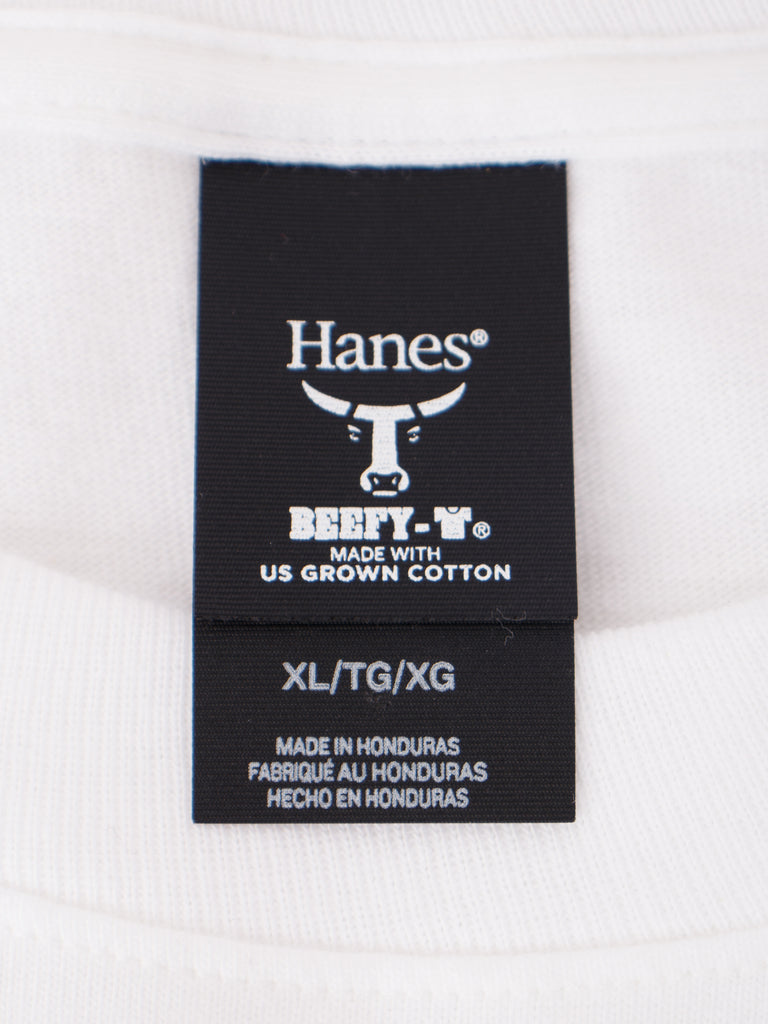 Hanes®
BEEFY-T®
MADE WITH
US GROWN COTTON
XL/TG/XG
MADE IN HONDURAS
FABRIQUÉ AU HONDURAS
HECHO EN HONDURAS